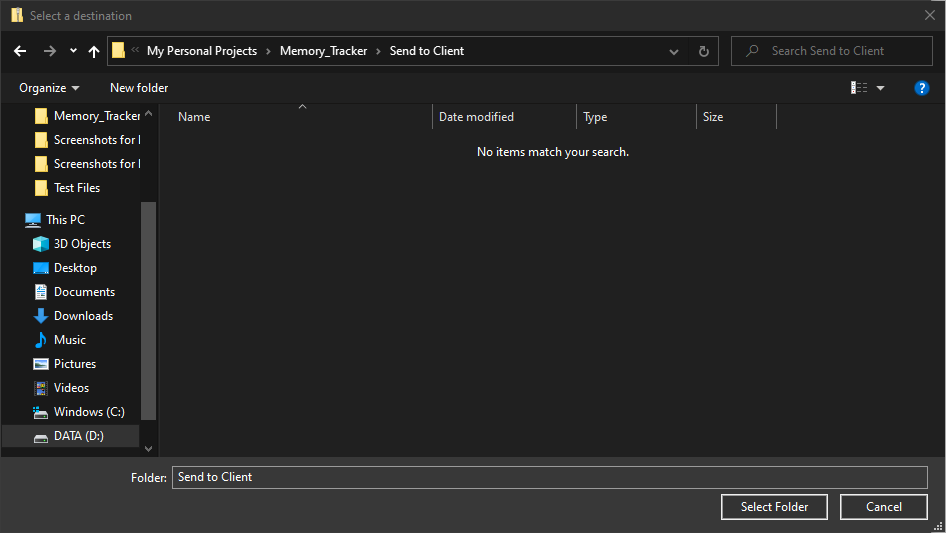 Select a destination
My Personal Projects > Memory_Tracker > Send to Client
Search Send to Client
Organize New folder
Name Date modified Type Size
No items match your search.
Memory_Tracker
Screenshots for
Screenshots for
Test Files
This PC
3D Objects
Desktop
Documents
Downloads
Music
Pictures
Videos
Windows (C:)
DATA (D:)
Folder: Send to Client
Select Folder Cancel